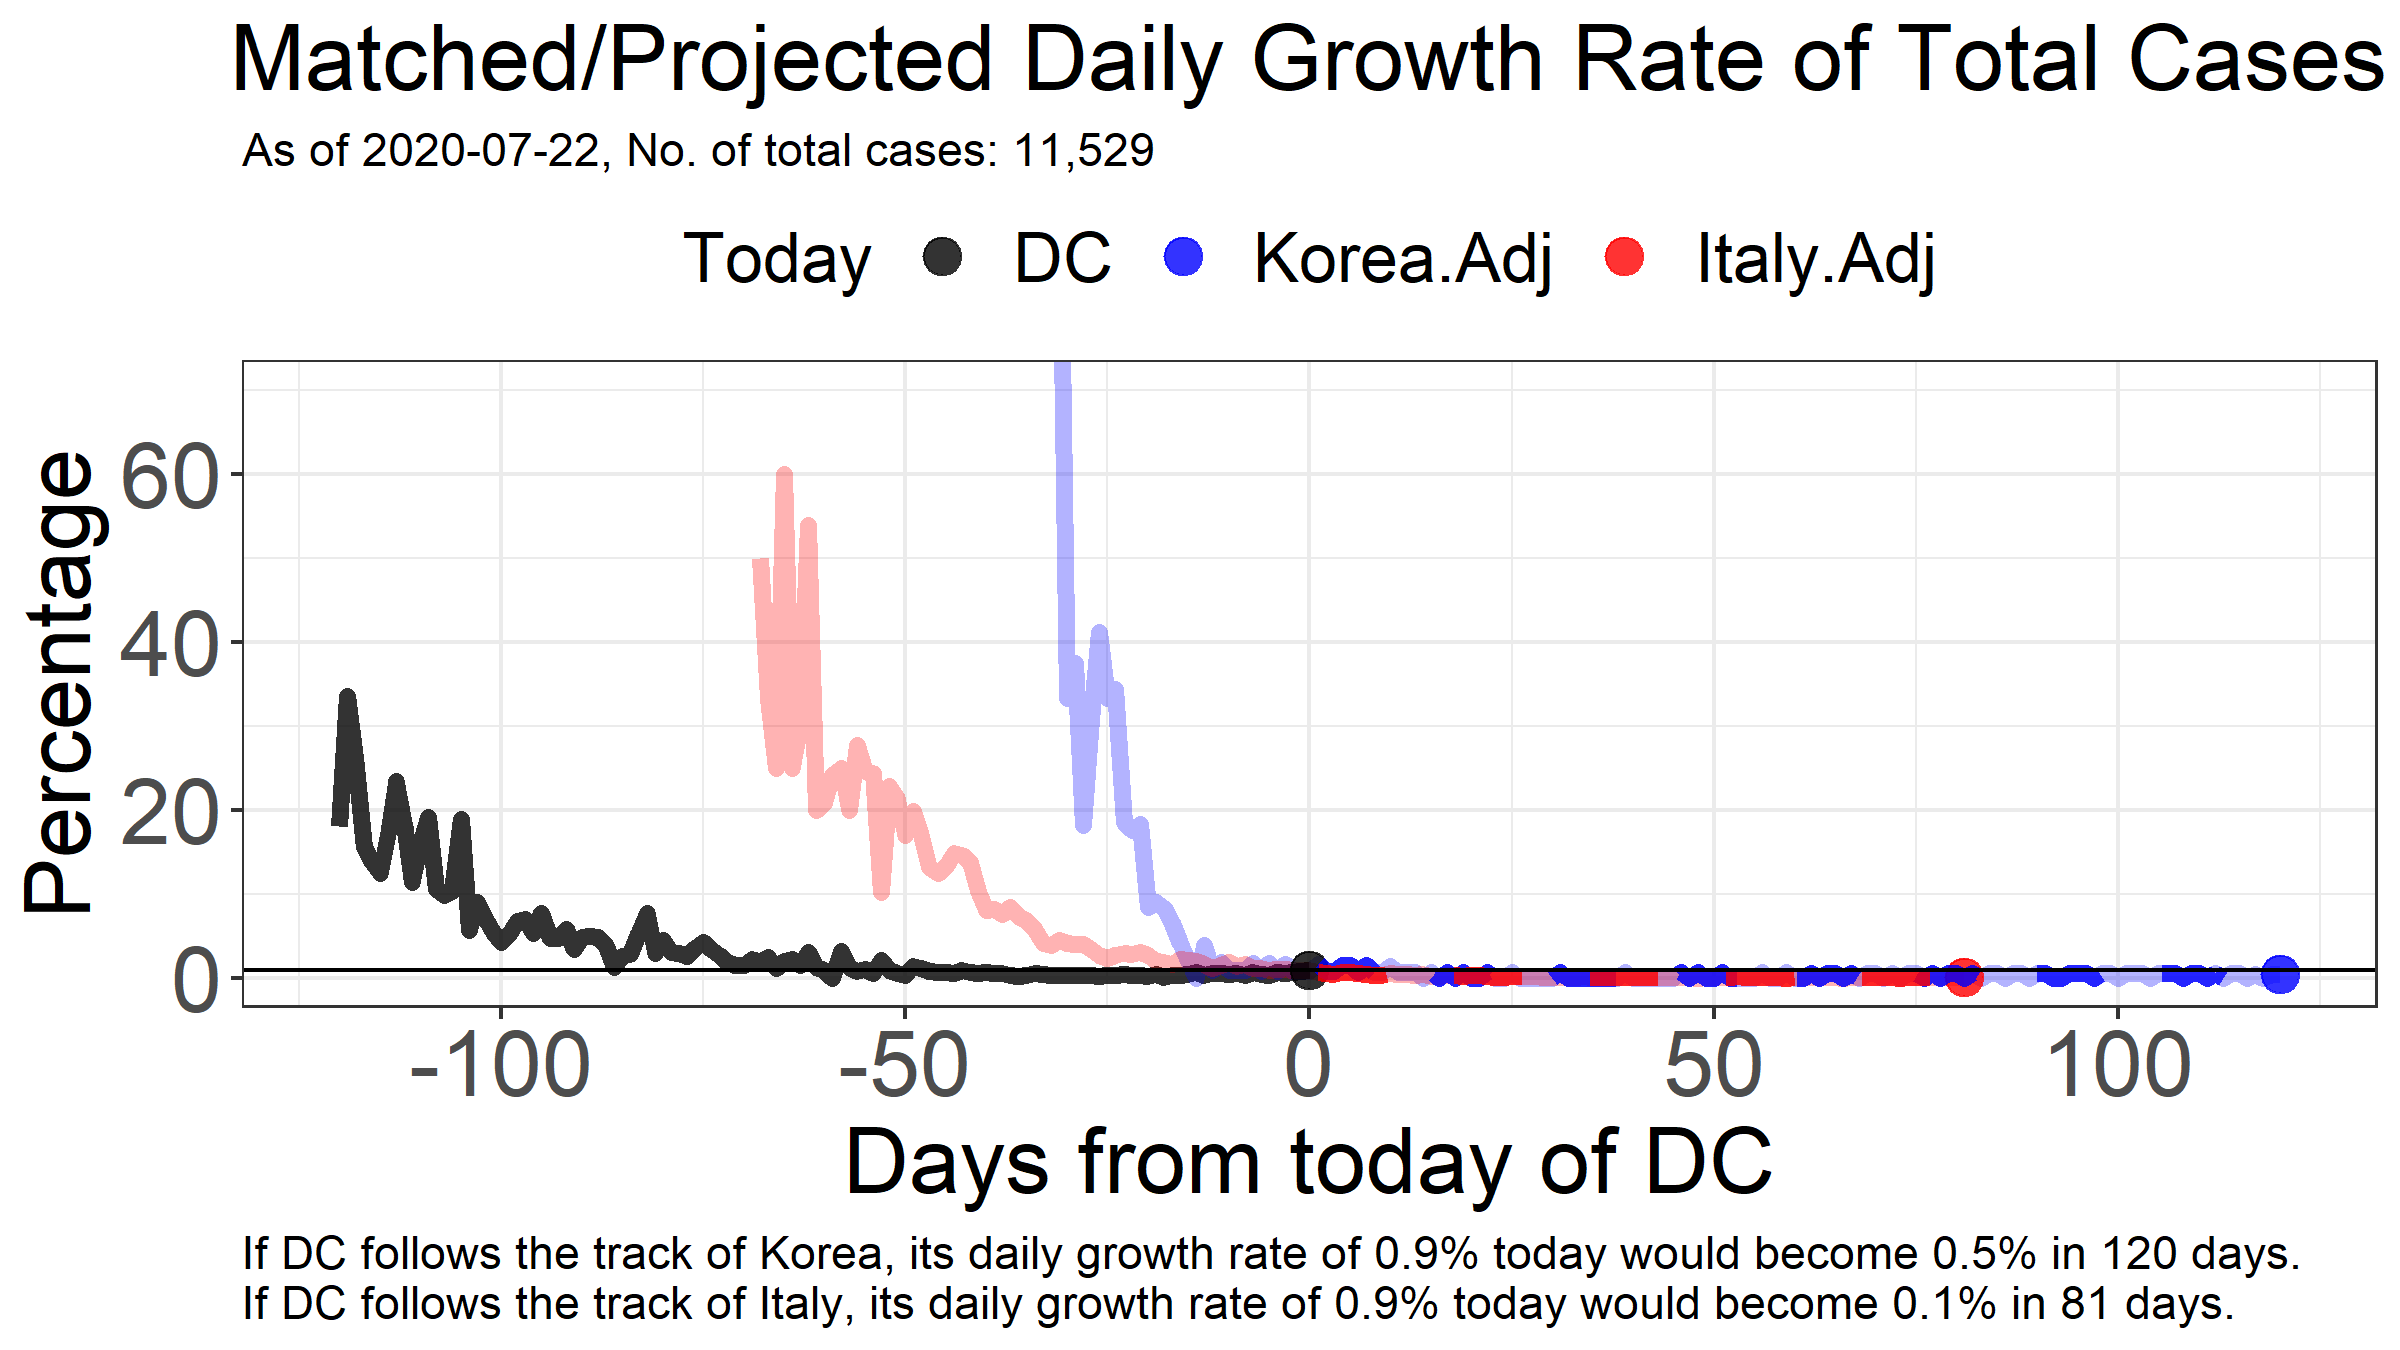 Matched/Projected Daily Growth Rate of Total Cases
As of 2020-07-22, No. of total cases: 11,529
Today DC Korea.Adj Italy.Adj
Percentage
60
40
20
0
-100 -50 0 50 100
Days from today of DC
If DC follows the track of Korea, its daily growth rate of 0.9% today would become 0.5% in 120 days.
If DC follows the track of Italy, its daily growth rate of 0.9% today would become 0.1% in 81 days.